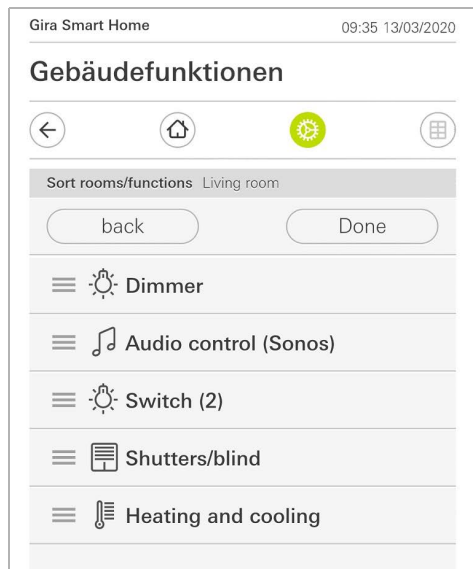 Gira Smart Home 09:35 13/03/2020
Gebäudefunktionen
Sort rooms/functions Living room
back Done
Dimmer
Audio control (Sonos)
Switch (2)
Shutters/blind
Heating and cooling